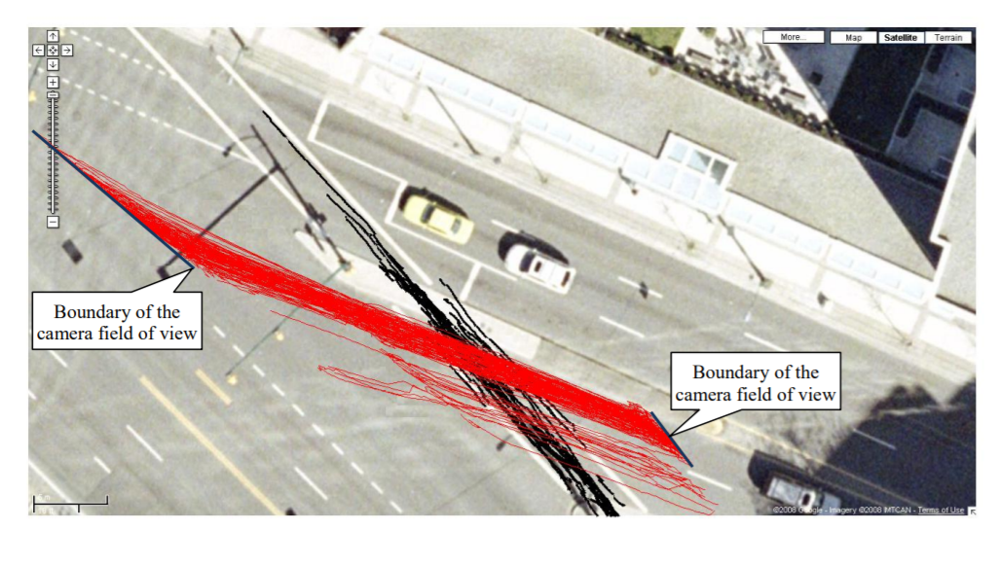 More...
Map
Satellite
Terrain
Boundary of the
camera field of view
Boundary of the
camera field of view
©2008 Google - Imagery ©2008 IMTCAN - Terms of Use